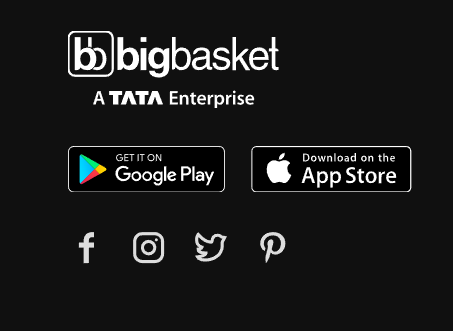 bb bigbasket
A TATA Enterprise
GET IT ON
Google Play
Download on the
App Store